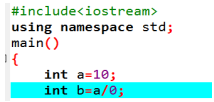 #include<iostream>
using namespace std;
main()
{
int a=10;
int b=a/0;